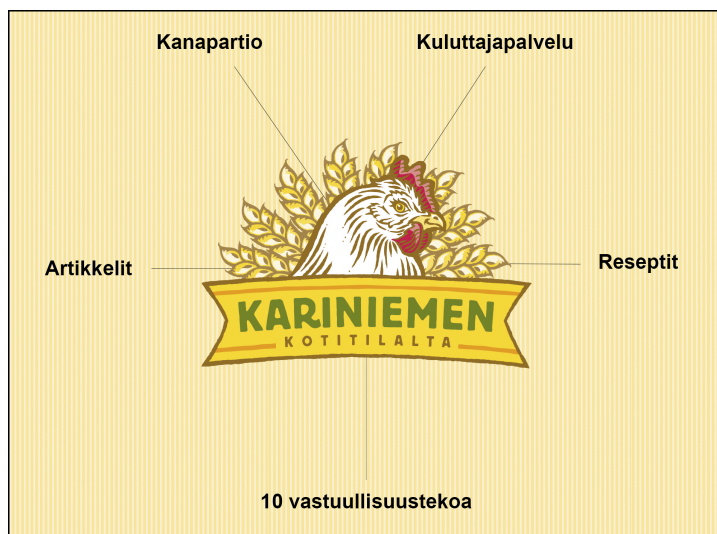 Kanapartio
Kuluttajapalvelu
Artikkelit
Reseptit
KARINIEMEN
KOTITILALTA
10 vastuullisuustekoa